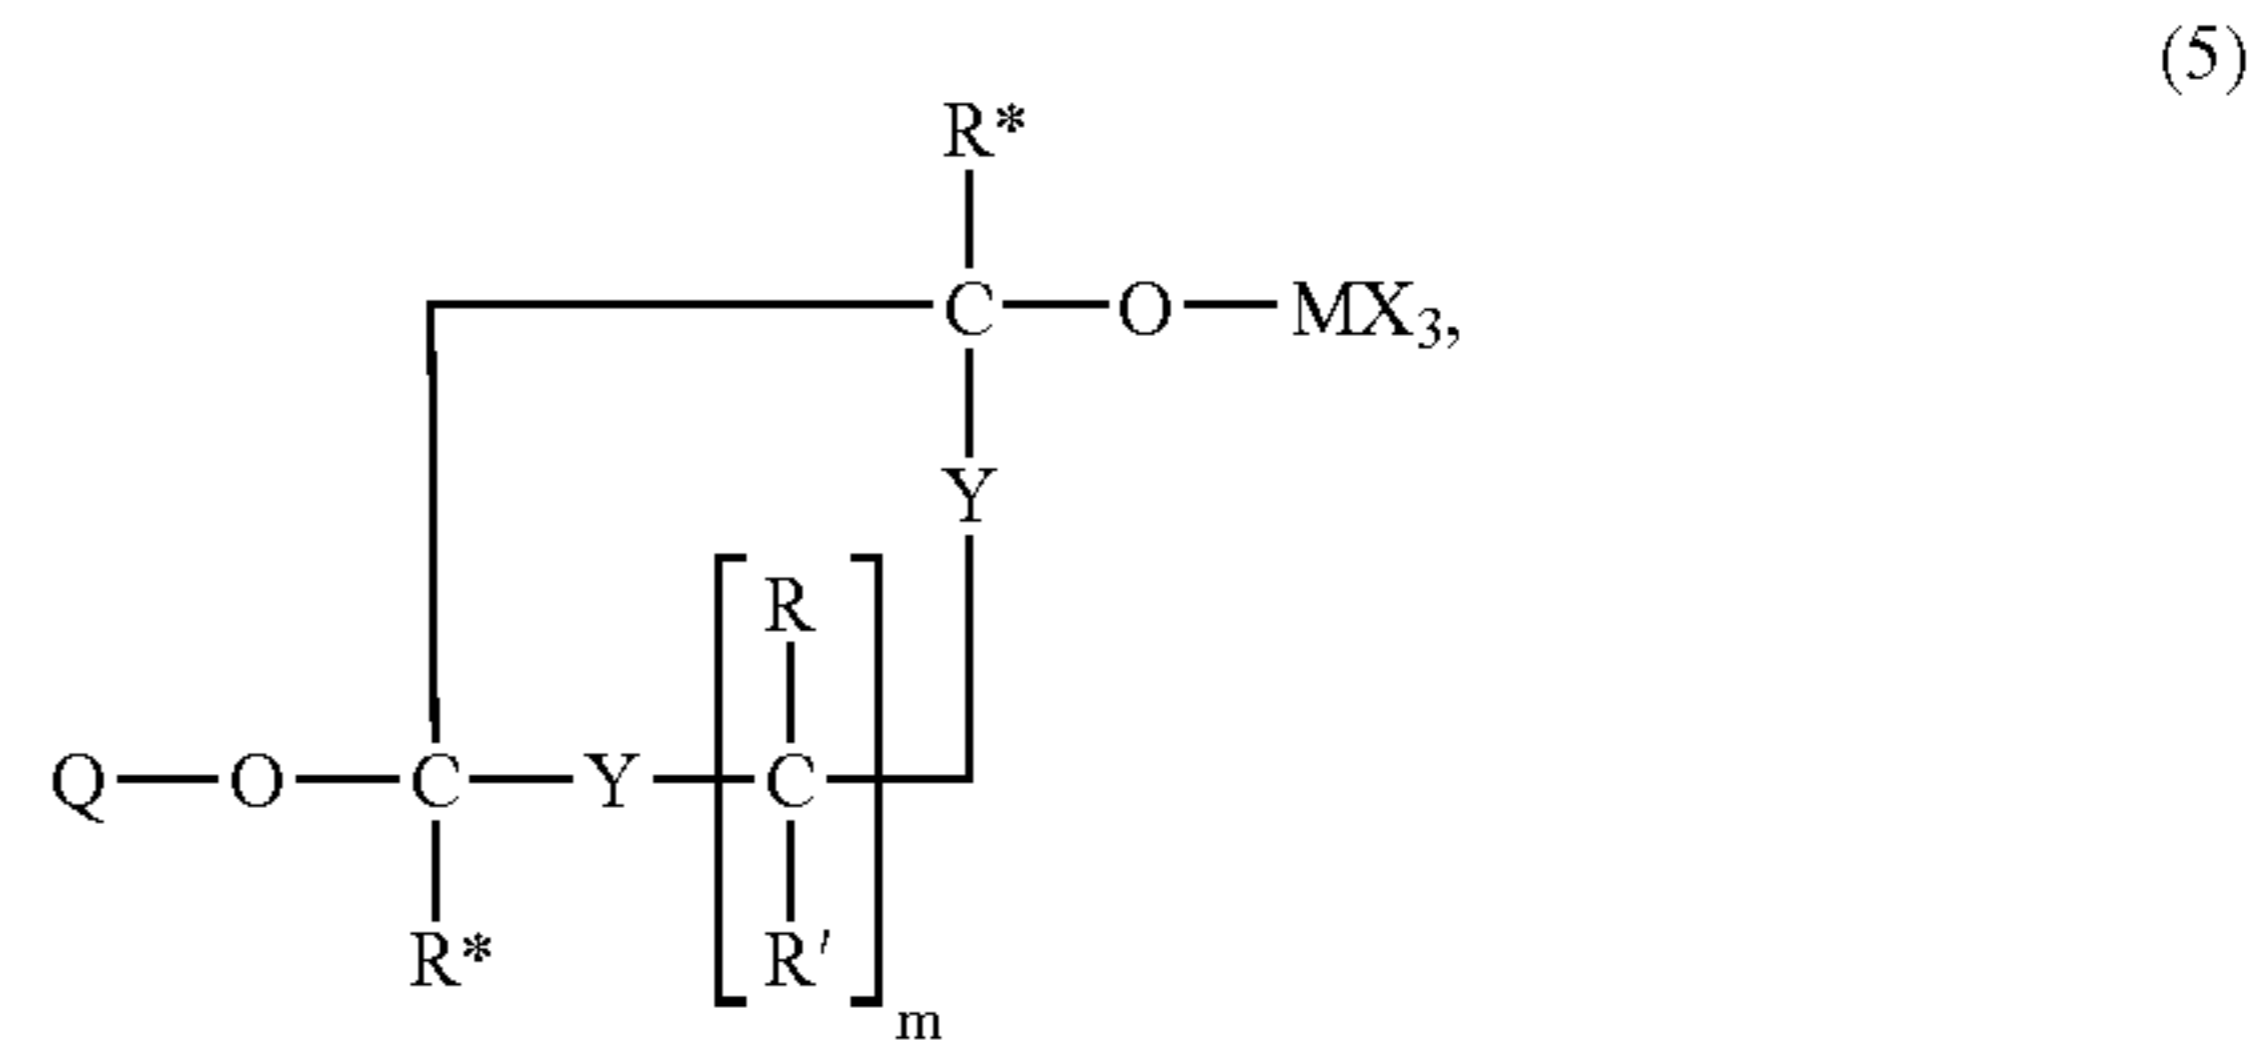 (5)
R*
C—O—MX₃,
Y
R
Q—O—C—Y—[C]
R* R′
m